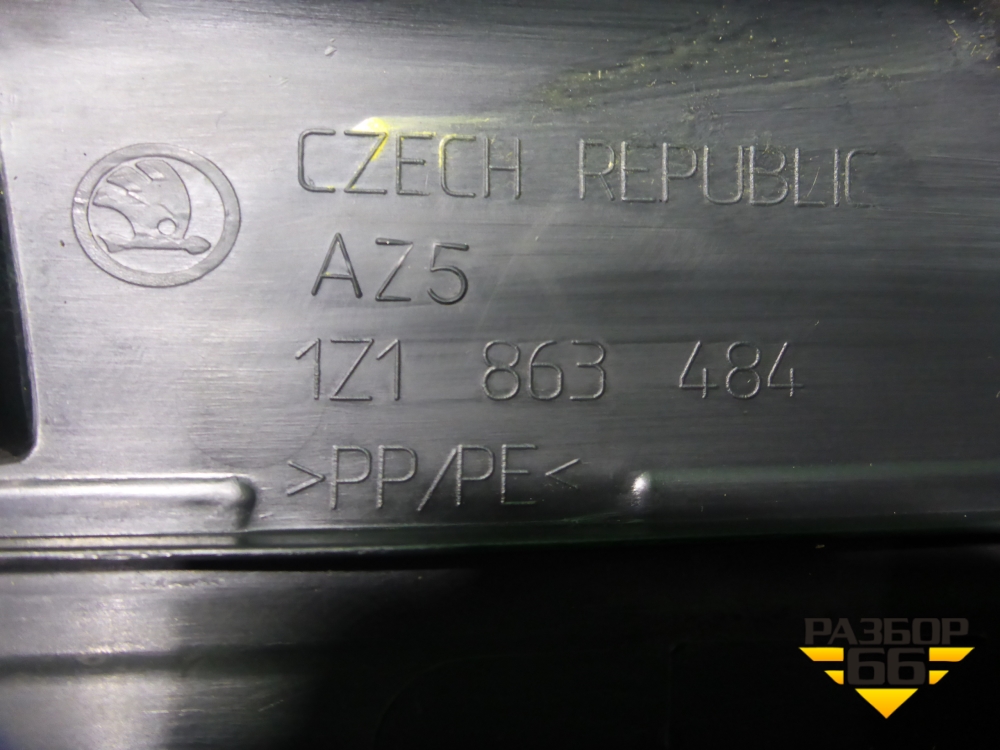 CZECH REPUBLIC
AZ5
1Z1 863 484
>PP/PE<
РАЗБОР
66